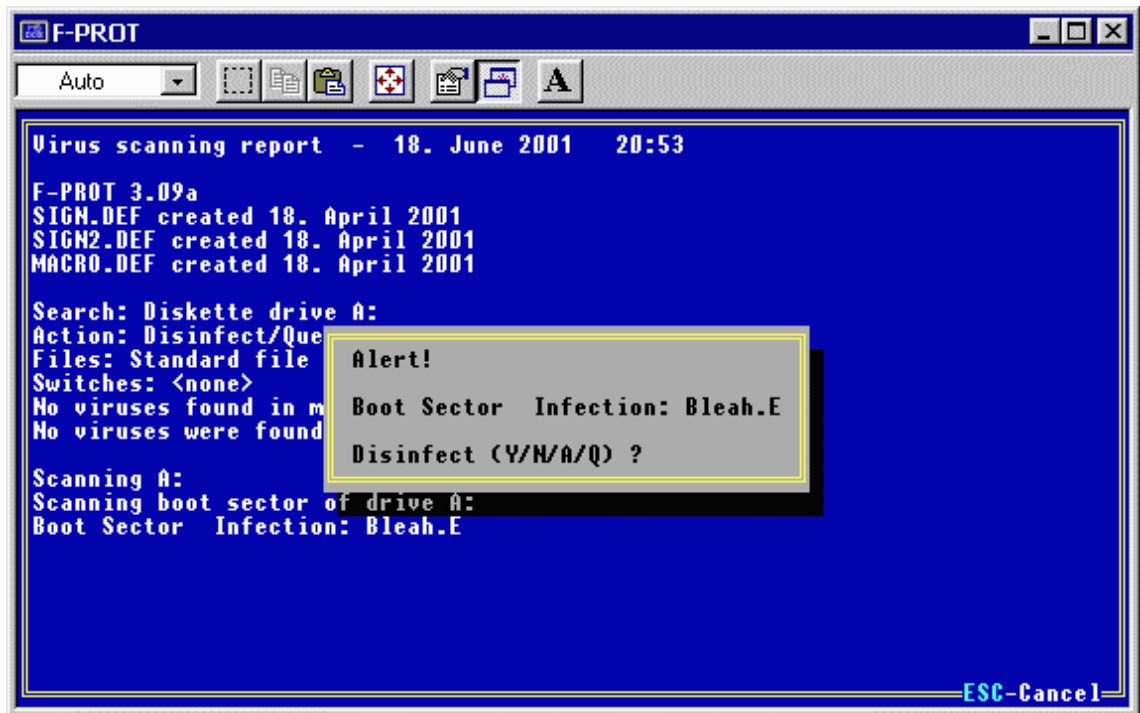 F-PROT
Auto
A
Virus scanning report - 18. June 2001 20:53
F-PROT 3.09a
SIGN.DEF created 18. April 2001
SIGN2.DEF created 18. April 2001
MACRO.DEF created 18. April 2001
Search: Diskette drive A:
Action: Disinfect/Que
Files: Standard file
Switches: <none>
No viruses found in m
No viruses were found
Alert!
Boot Sector Infection: Bleah.E
Disinfect (Y/N/A/Q) ?
Scanning A:
Scanning boot sector of drive A:
Boot Sector Infection: Bleah.E
ESC-Cancel